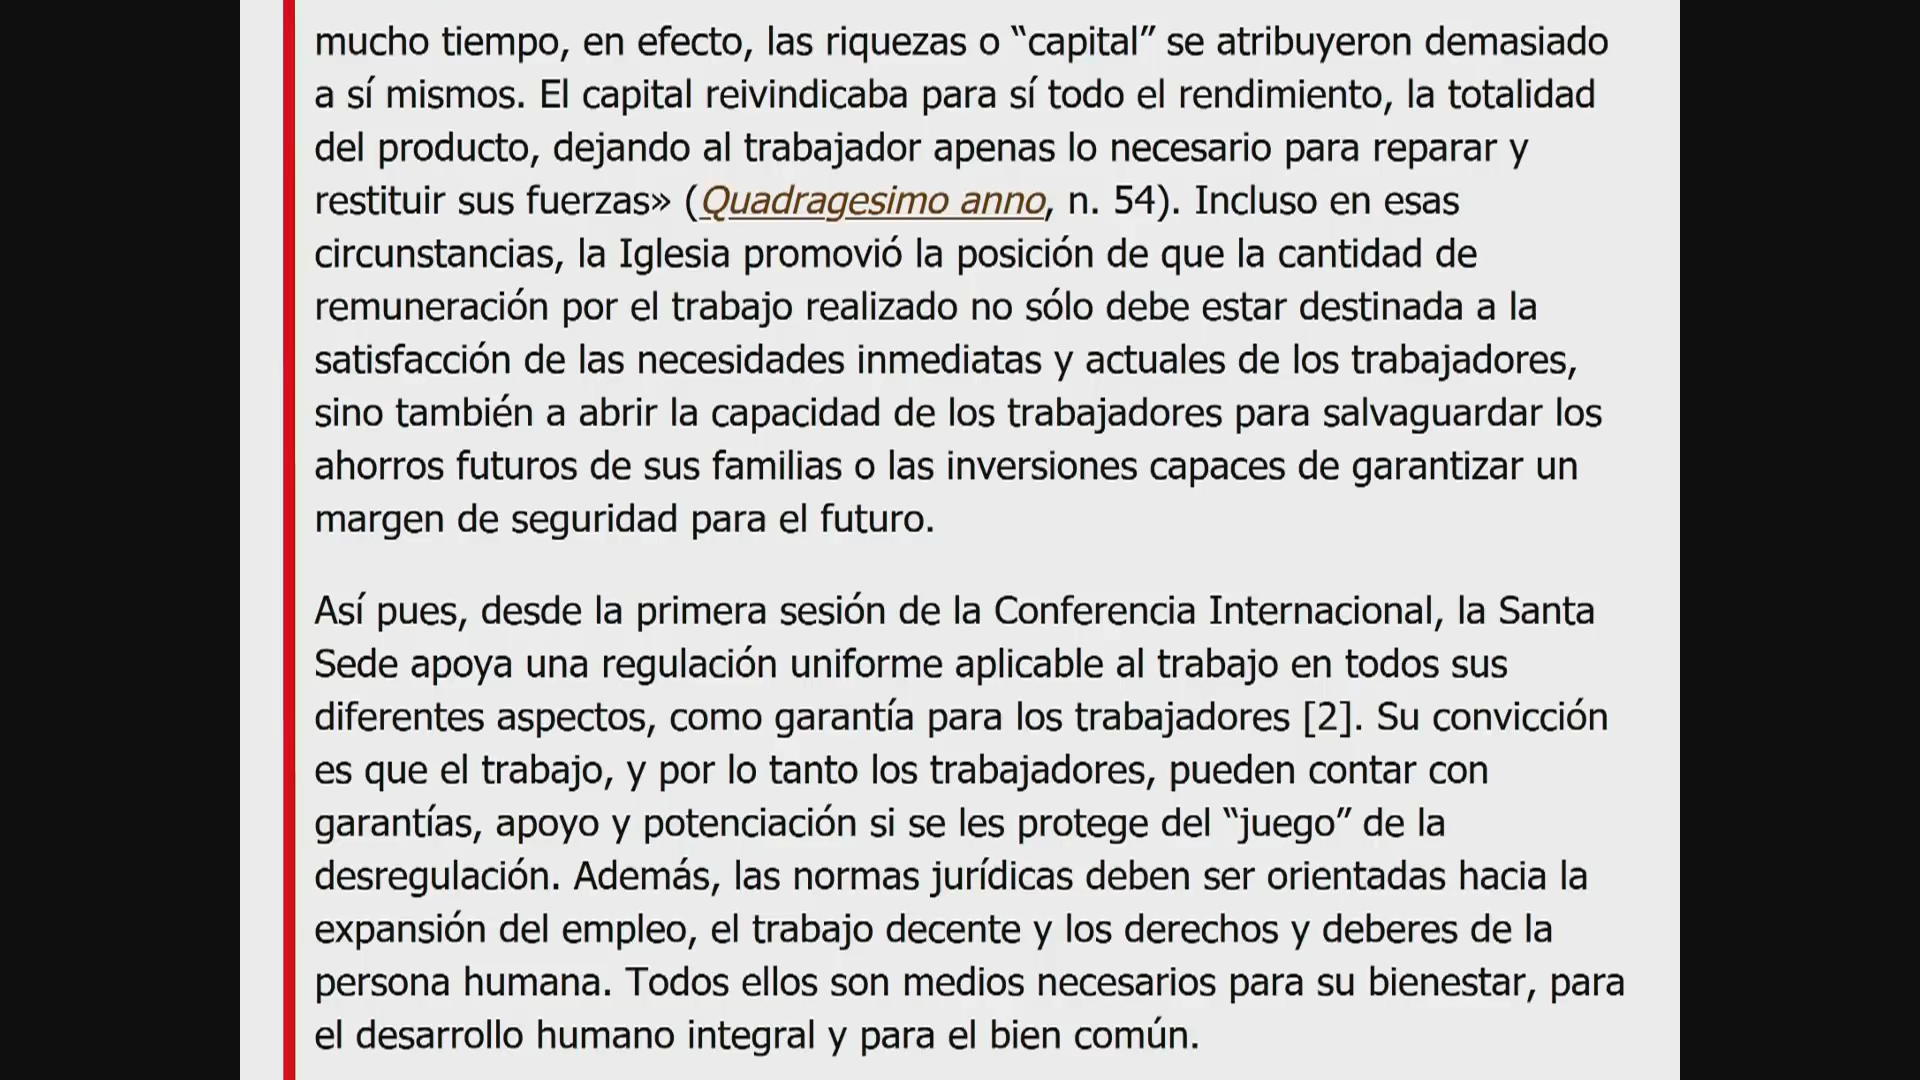 mucho tiempo, en efecto, las riquezas o “capital” se atribuyeron demasiado
a sí mismos. El capital reivindicaba para sí todo el rendimiento, la totalidad
del producto, dejando al trabajador apenas lo necesario para reparar y
restituir sus fuerzas» (Quadragesimo anno, n. 54). Incluso en esas
circunstancias, la Iglesia promovió la posición de que la cantidad de
remuneración por el trabajo realizado no sólo debe estar destinada a la
satisfacción de las necesidades inmediatas y actuales de los trabajadores,
sino también a abrir la capacidad de los trabajadores para salvaguardar los
ahorros futuros de sus familias o las inversiones capaces de garantizar un
margen de seguridad para el futuro.
Así pues, desde la primera sesión de la Conferencia Internacional, la Santa
Sede apoya una regulación uniforme aplicable al trabajo en todos sus
diferentes aspectos, como garantía para los trabajadores [2]. Su convicción
es que el trabajo, y por lo tanto los trabajadores, pueden contar con
garantías, apoyo y potenciación si se les protege del “juego” de la
desregulación. Además, las normas jurídicas deben ser orientadas hacia la
expansión del empleo, el trabajo decente y los derechos y deberes de la
persona humana. Todos ellos son medios necesarios para su bienestar, para
el desarrollo humano integral y para el bien común.